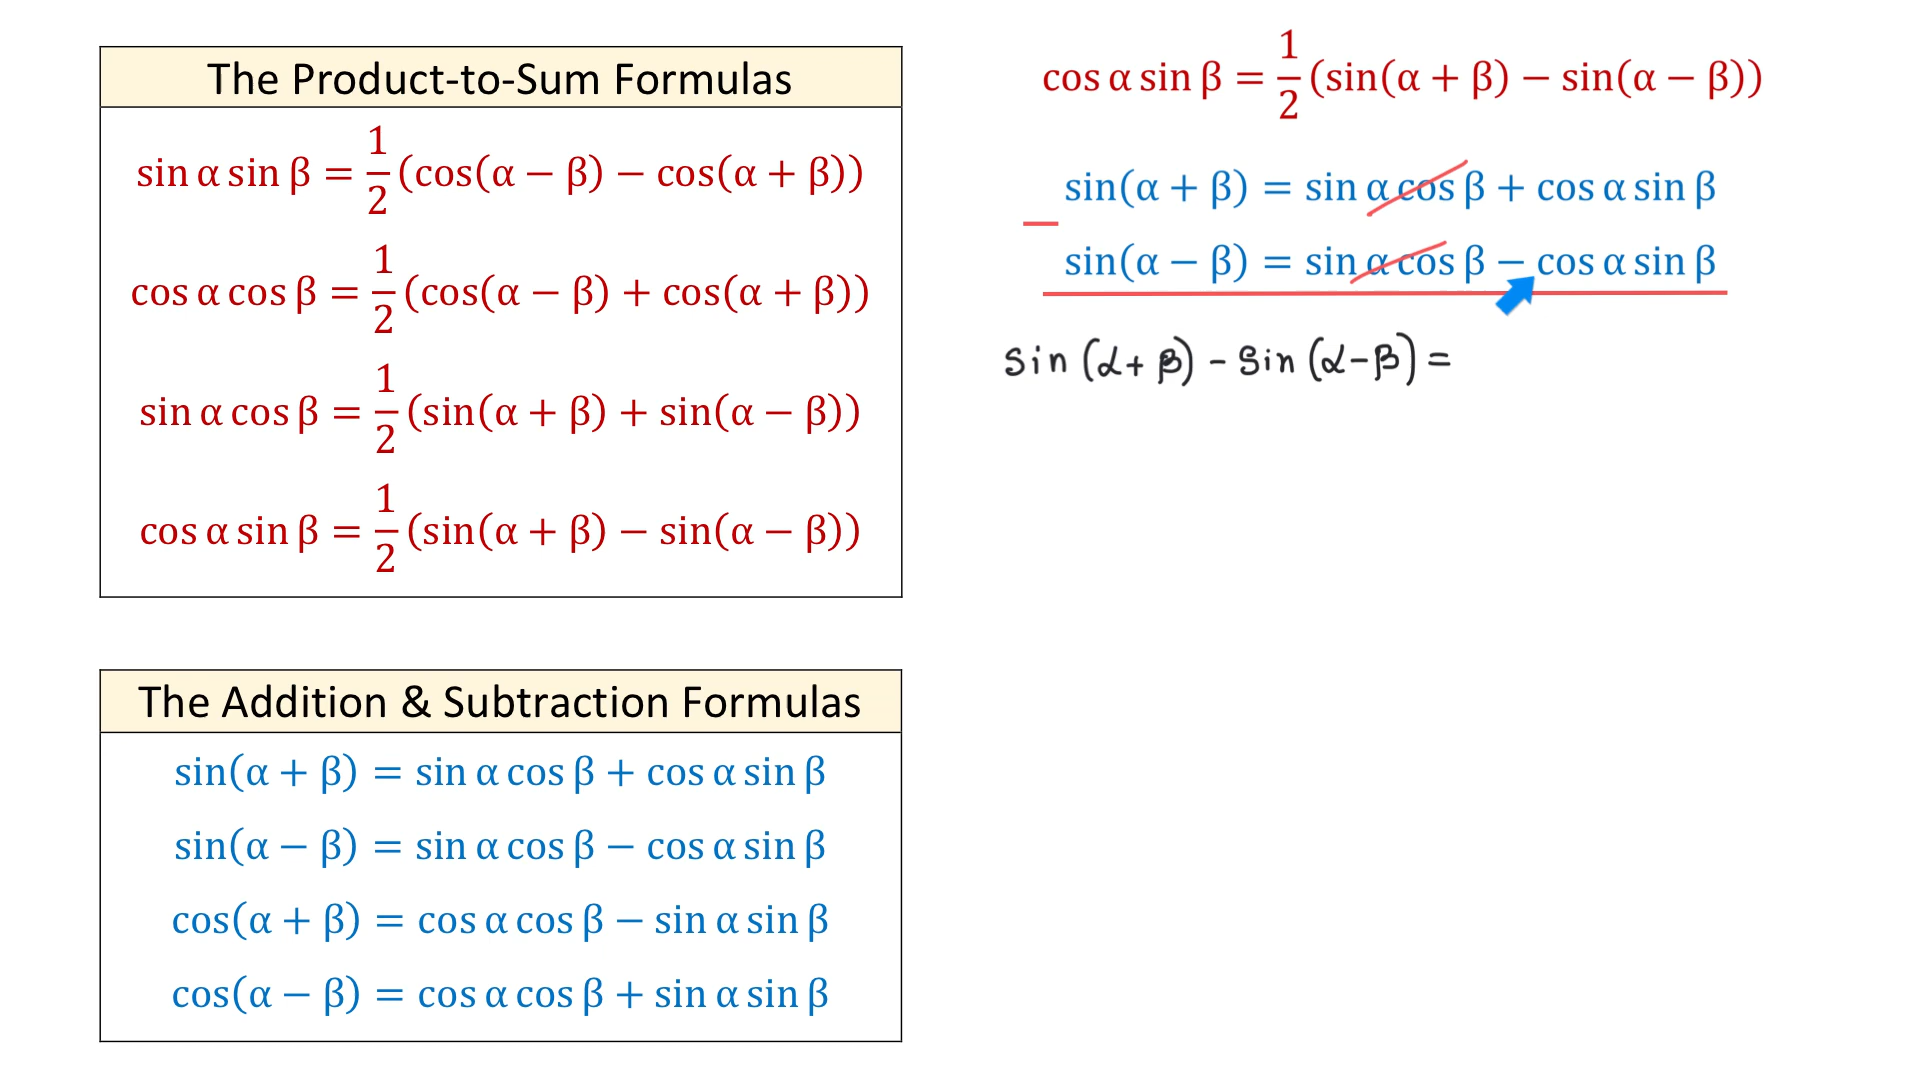 The Product-to-Sum Formulas
sin α sin β = 1/2 (cos(α − β) − cos(α + β))
cos α cos β = 1/2 (cos(α − β) + cos(α + β))
sin α cos β = 1/2 (sin(α + β) + sin(α − β))
cos α sin β = 1/2 (sin(α + β) − sin(α − β))
The Addition & Subtraction Formulas
sin(α + β) = sin α cos β + cos α sin β
sin(α − β) = sin α cos β − cos α sin β
cos(α + β) = cos α cos β − sin α sin β
cos(α − β) = cos α cos β + sin α sin β
cos α sin β = 1/2 (sin(α + β) − sin(α − β))
sin(α + β) = sin α cos β + cos α sin β
−
sin(α − β) = sin α cos β − cos α sin β
sin (α + β) - sin (α - β) =